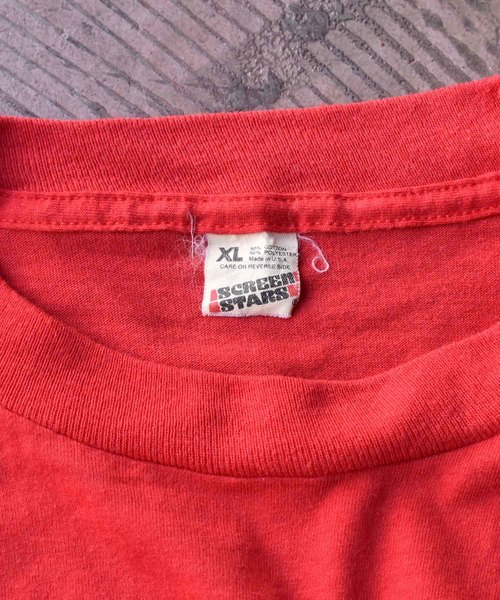 XL
50% COTTON
50% POLYESTER
Made in U.S.A
CARE ON REVERSE SIDE
SCREEN
STARS